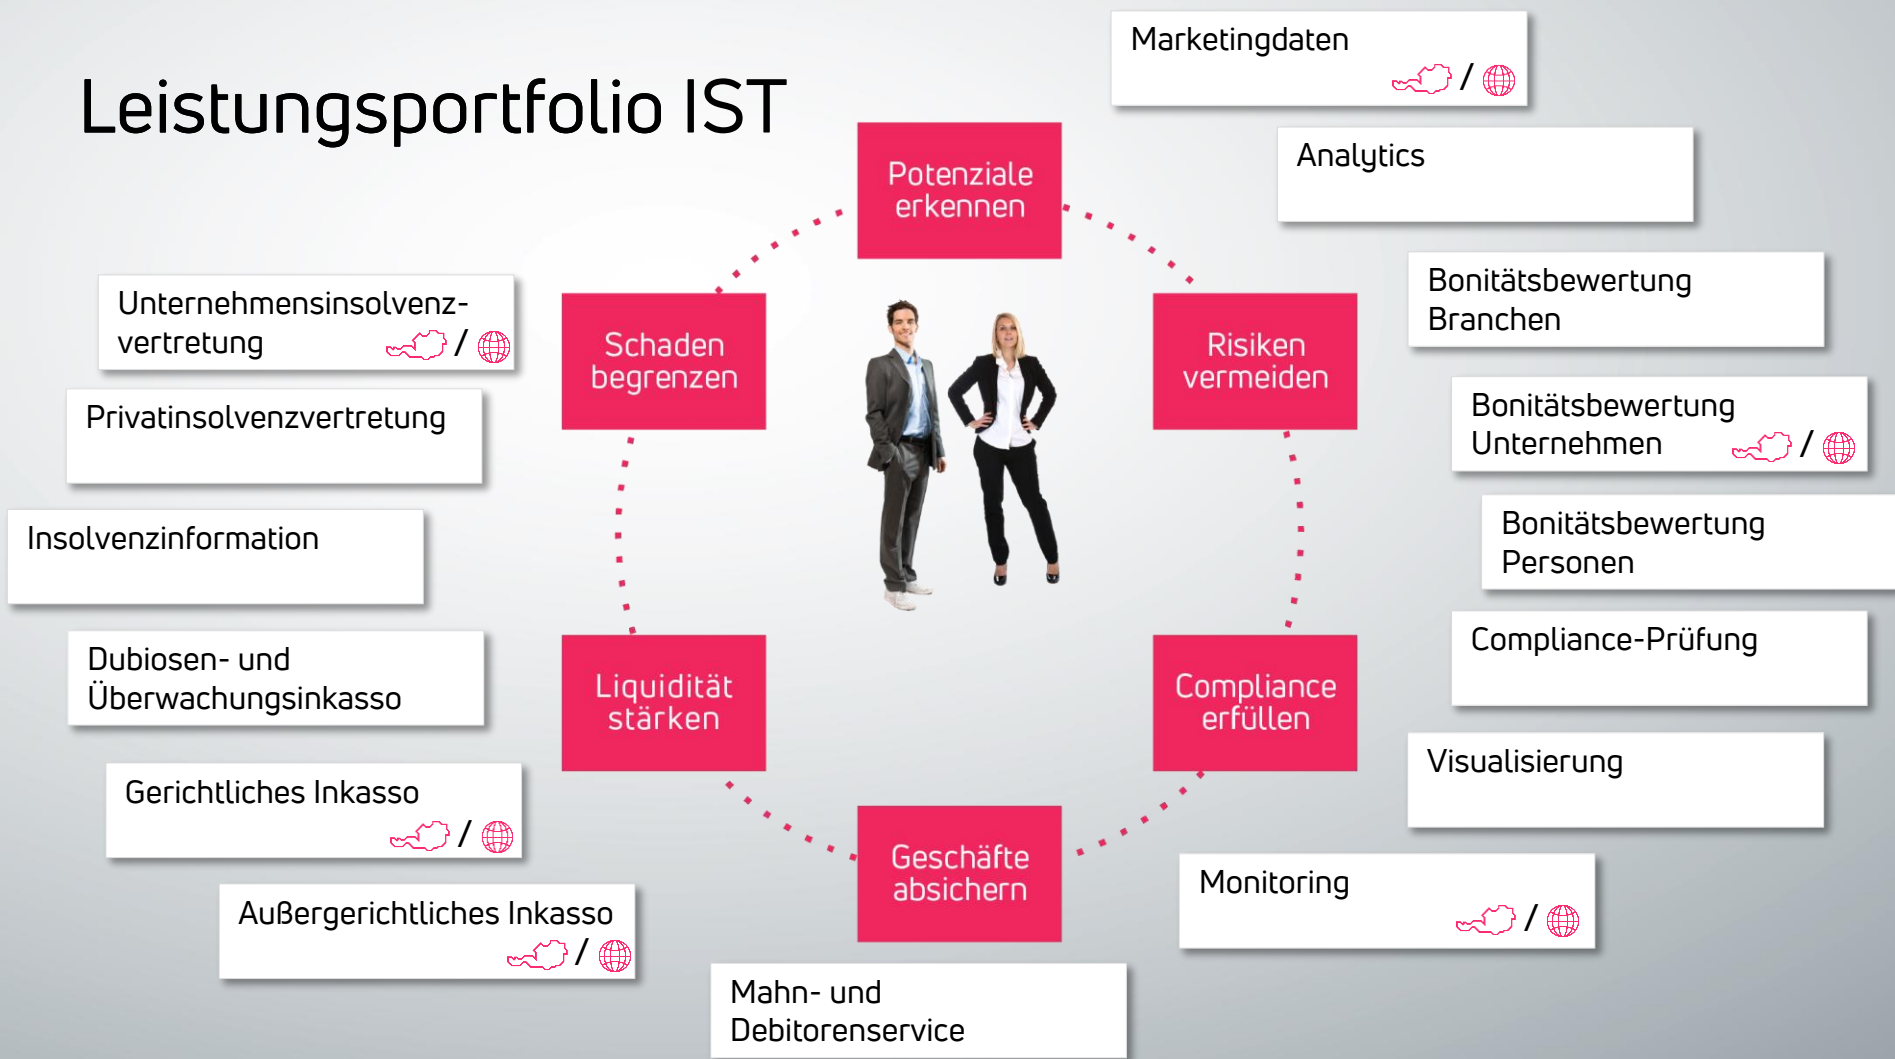 Leistungsportfolio IST
Marketingdaten
/
Analytics
Potenziale
erkennen
Bonitätsbewertung
Branchen
Unternehmensinsolvenz-
vertretung
/
Schaden
begrenzen
Risiken
vermeiden
Bonitätsbewertung
Unternehmen
/
Privatinsolvenzvertretung
Bonitätsbewertung
Personen
Insolvenzinformation
Compliance-Prüfung
Dubiosen- und
Überwachungsinkasso
Liquidität
stärken
Compliance
erfüllen
Visualisierung
Gerichtliches Inkasso
/
Geschäfte
absichern
Monitoring
/
Außergerichtliches Inkasso
/
Mahn- und
Debitorenservice